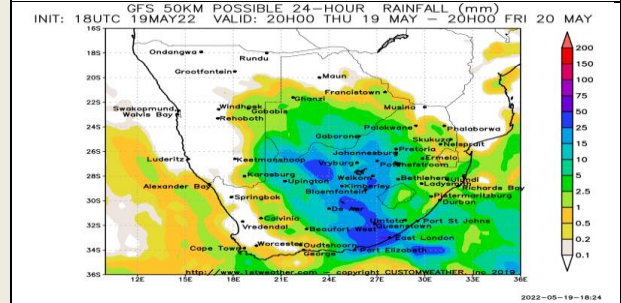 GFS 50KM POSSIBLE 24-HOUR RAINFALL (mm)
INIT: 18UTC 19MAY22 VALID: 20H00 THU 19 MAY - 20H00 FRI 20 MAY
16S
18S
20S
22S
24S
26S
28S
30S
32S
34S
36S
Ondangwa
Rundu
Grootfontein
Maun
Francistown
Ghanzi
Musina
Swakopmund
Walvis Bay
Windhoek
Gobabis
Rehoboth
Polokwane
Phalaborwa
Gaborone
Skukuza
Nelspruit
Pretoria
Johannesburg
Ermelo
Luderitz
Keetmanshoop
Vryburg
Potchefstroom
Karasburg
Upington
Welkom
Kimberley
Bethlehem
Ulundi
Ladysmith
Richards Bay
Alexander Bay
Springbok
Bloemfontein
Pietermaritzburg
Durban
De Aar
Calvinia
Vredendal
Umtata
Port St Johns
Queenstown
Beaufort West
East London
Cape Town
Worcester
Oudtshoorn
George
Port Elizabeth
http://www.1stweather.com - copyright CUSTOMWEATHER, Inc 2019
12E 15E 18E 21E 24E 27E 30E 33E 36E
200
150
100
75
50
25
20
15
10
5
2.5
1
0.5
0.2
0.1
2022-05-19-18:24